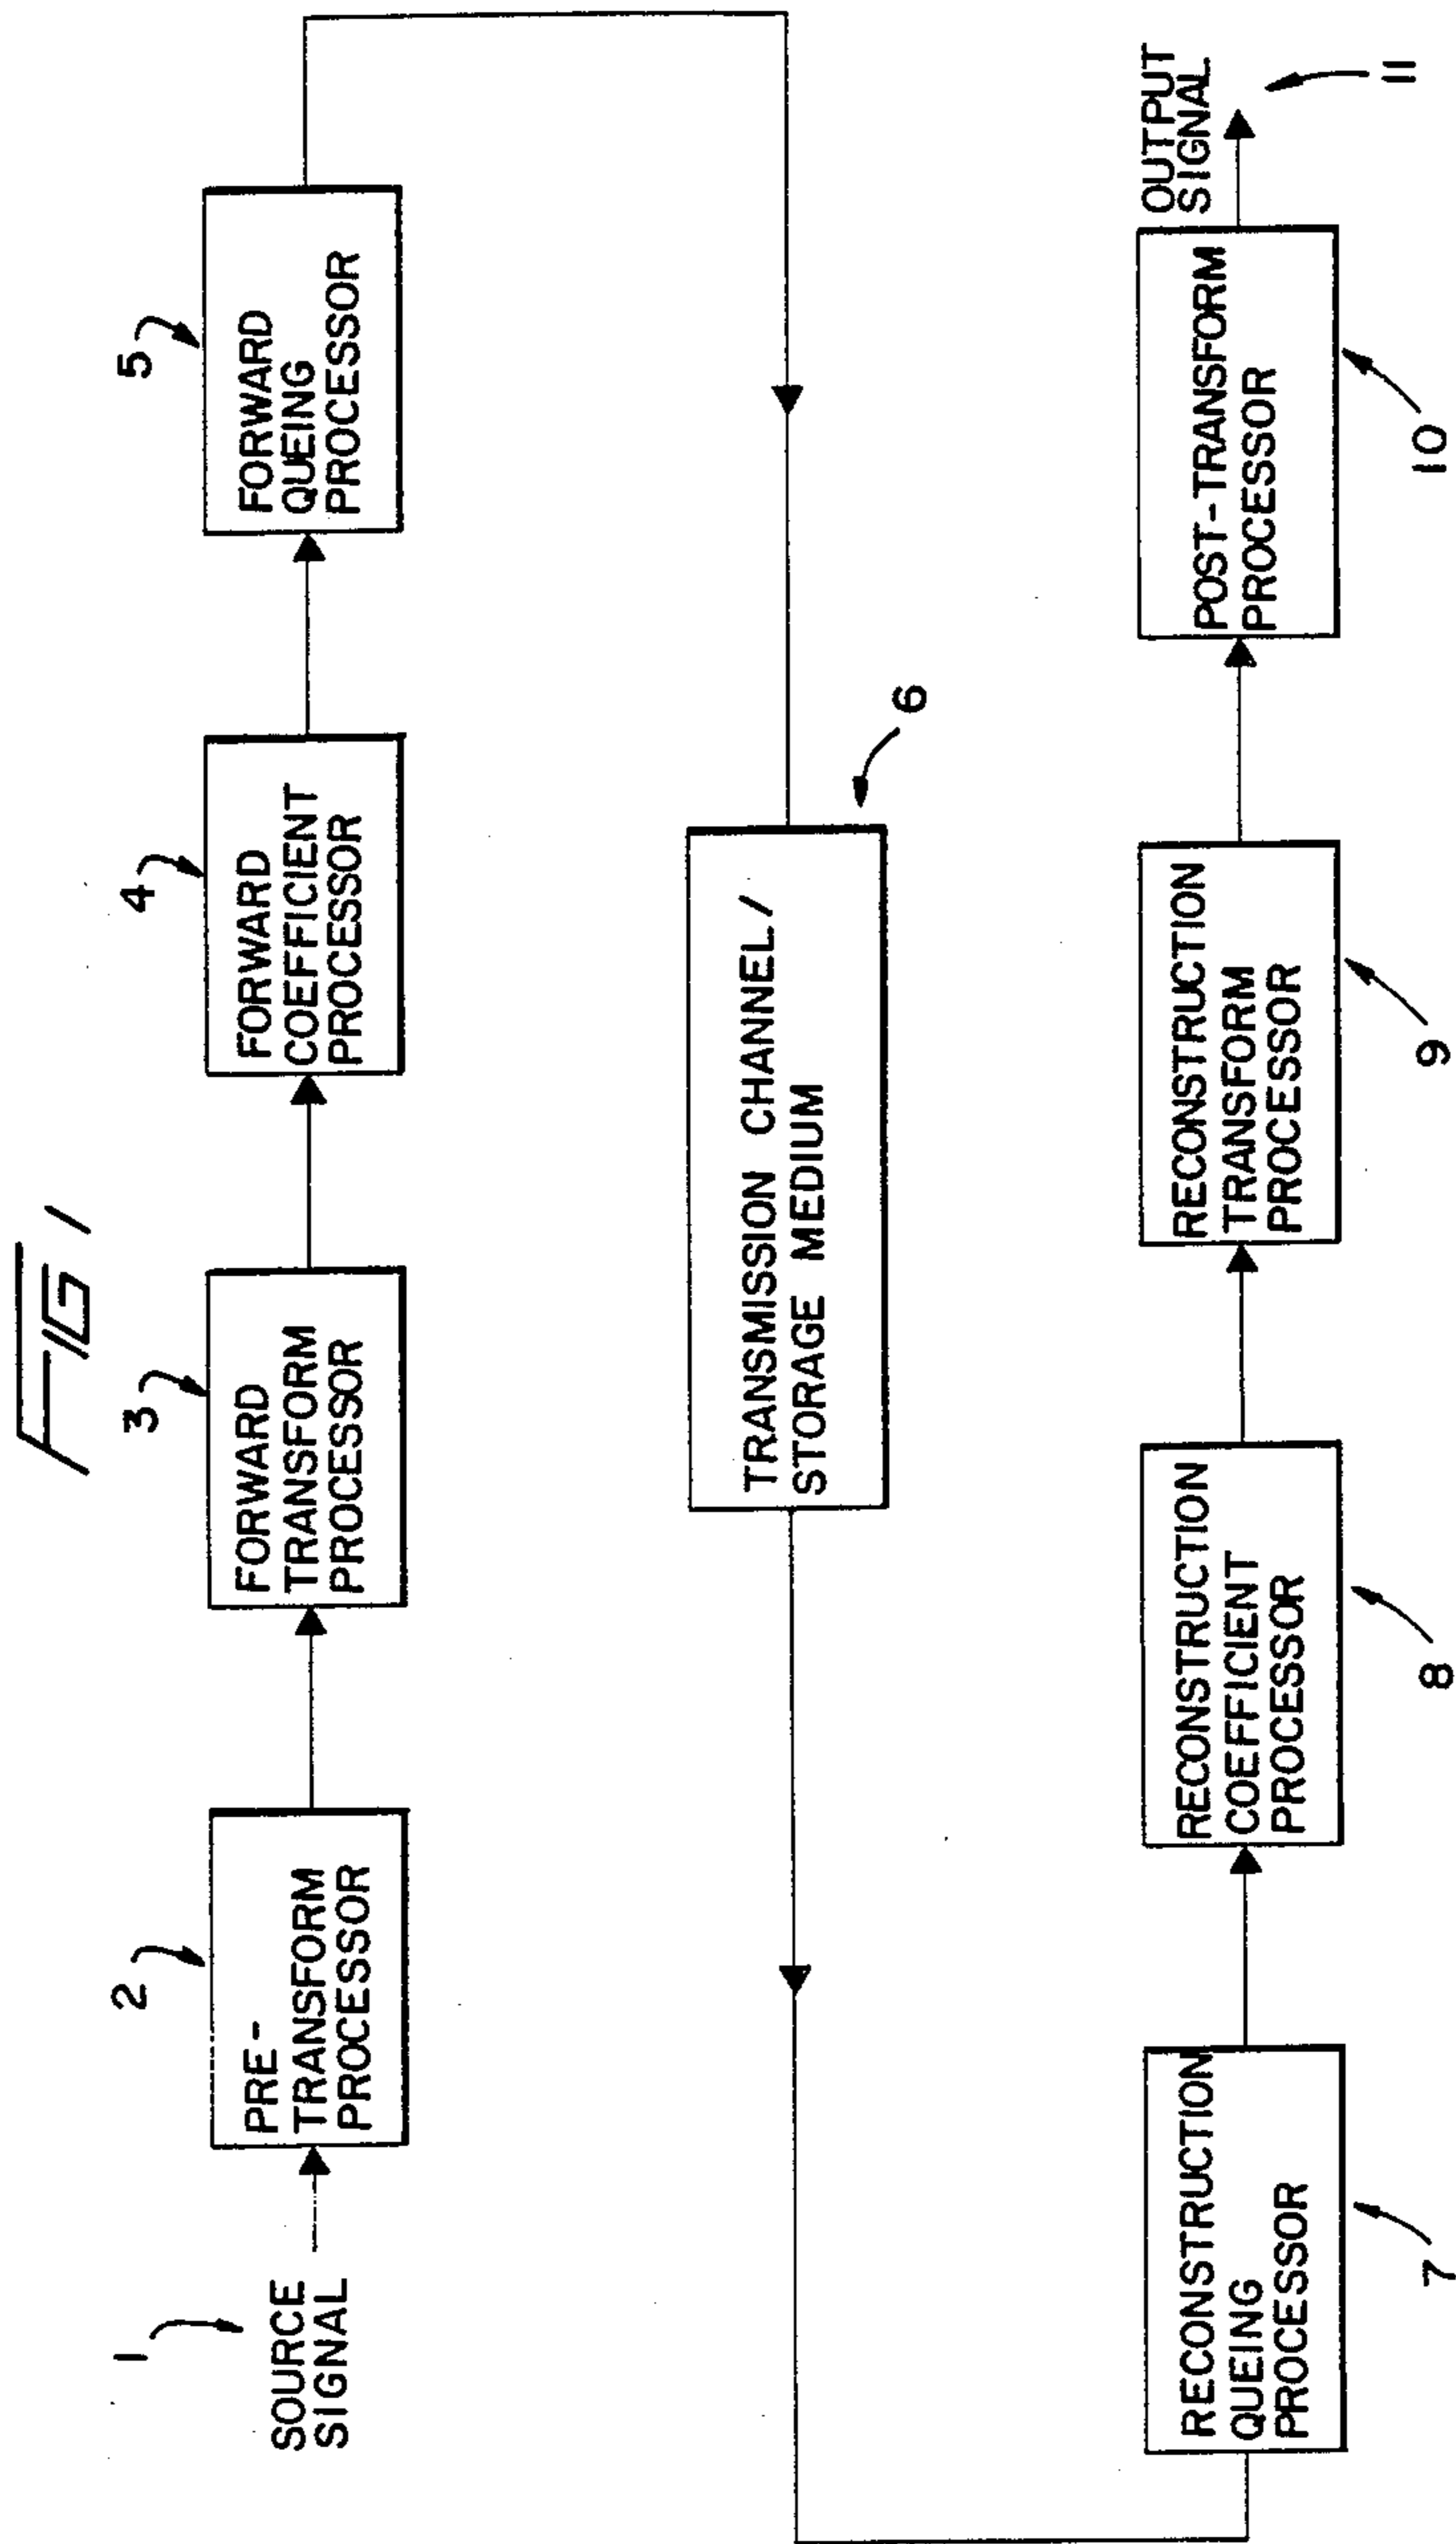 FIG 1
1
SOURCE
SIGNAL
2
PRE-
TRANSFORM
PROCESSOR
3
FORWARD
TRANSFORM
PROCESSOR
4
FORWARD
COEFFICIENT
PROCESSOR
5
FORWARD
QUEING
PROCESSOR
TRANSMISSION CHANNEL/
STORAGE MEDIUM
6
RECONSTRUCTION
QUEING
PROCESSOR
7
RECONSTRUCTION
COEFFICIENT
PROCESSOR
8
RECONSTRUCTION
TRANSFORM
PROCESSOR
9
POST-TRANSFORM
PROCESSOR
10
OUTPUT
SIGNAL
11